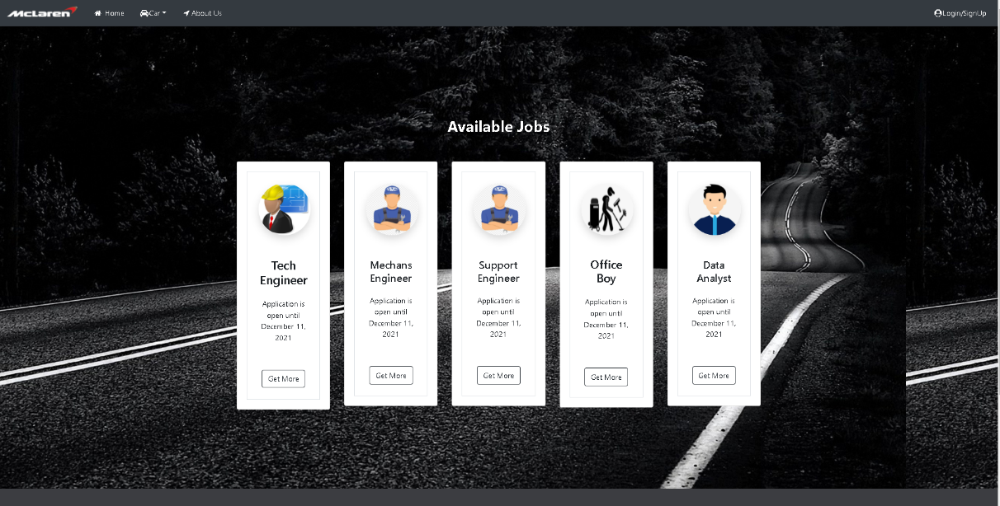 McLaren Home Car About Us Login/SignUp
Available Jobs
Tech
Engineer
Application is
open until
December 11,
2021
Get More
Mechans
Engineer
Application is
open until
December 11,
2021
Get More
Support
Engineer
Application is
open until
December 11,
2021
Get More
Office
Boy
Application is
open until
December 11,
2021
Get More
Data
Analyst
Application is
open until
December 11,
2021
Get More